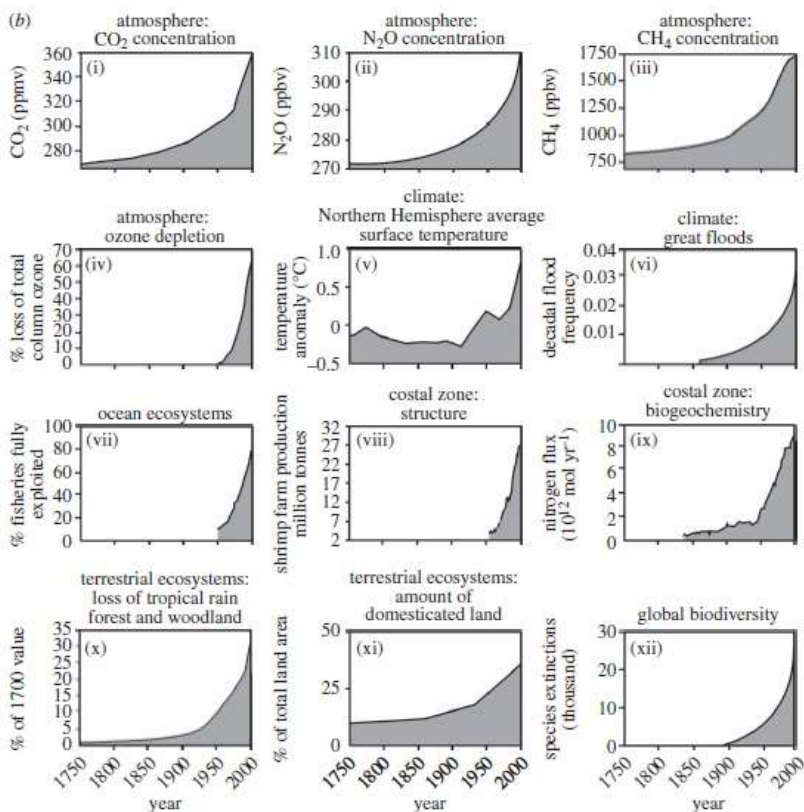 (b)
atmosphere:
CO2 concentration
CO2 (ppmv)
360
340
320
300
280
(i)
atmosphere:
N2O concentration
N2O (ppbv)
310
300
290
280
270
(ii)
atmosphere:
CH4 concentration
CH4 (ppbv)
1750
1500
1250
1000
750
(iii)
atmosphere:
ozone depletion
% loss of total
column ozone
70
60
50
40
30
20
10
0
(iv)
climate:
Northern Hemisphere average
surface temperature
temperature
anomaly (°C)
1.0
0.5
0
–0.5
(v)
climate:
great floods
decadal flood
frequency
0.04
0.03
0.02
0.01
(vi)
ocean ecosystems
% fisheries fully
exploited
100
80
60
40
20
0
(vii)
costal zone:
structure
shrimp farm production
million tonnes
32
27
22
17
12
7
2
(viii)
costal zone:
biogeochemistry
nitrogen flux
(10¹² mol yr⁻¹)
10
8
6
4
2
0
(ix)
terrestrial ecosystems:
loss of tropical rain
forest and woodland
% of 1700 value
35
30
25
20
15
10
5
0
(x)
1750
1800
1850
1900
1950
2000
year
terrestrial ecosystems:
amount of
domesticated land
% of total land area
50
25
0
(xi)
1750
1800
1850
1900
1950
2000
year
global biodiversity
species extinctions
(thousand)
30
20
10
0
(xii)
1750
1800
1850
1900
1950
2000
year